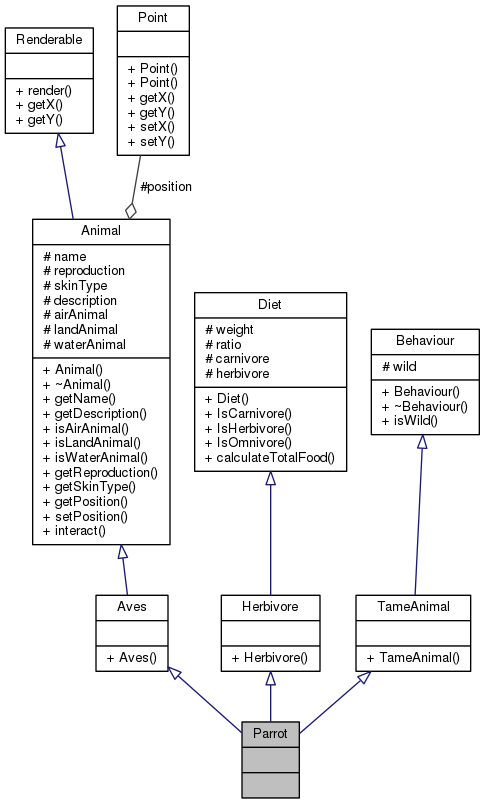 Point
+ Point()
+ Point()
+ getX()
+ getY()
+ setX()
+ setY()
Renderable
+ render()
+ getX()
+ getY()
#position
Animal
# name
# reproduction
# skinType
# description
# airAnimal
# landAnimal
# waterAnimal
+ Animal()
+ ~Animal()
+ getName()
+ getDescription()
+ isAirAnimal()
+ isLandAnimal()
+ isWaterAnimal()
+ getReproduction()
+ getSkinType()
+ getPosition()
+ setPosition()
+ interact()
Diet
# weight
# ratio
# carnivore
# herbivore
+ Diet()
+ IsCarnivore()
+ IsHerbivore()
+ IsOmnivore()
+ calculateTotalFood()
Behaviour
# wild
+ Behaviour()
+ ~Behaviour()
+ isWild()
Aves
+ Aves()
Herbivore
+ Herbivore()
TameAnimal
+ TameAnimal()
Parrot